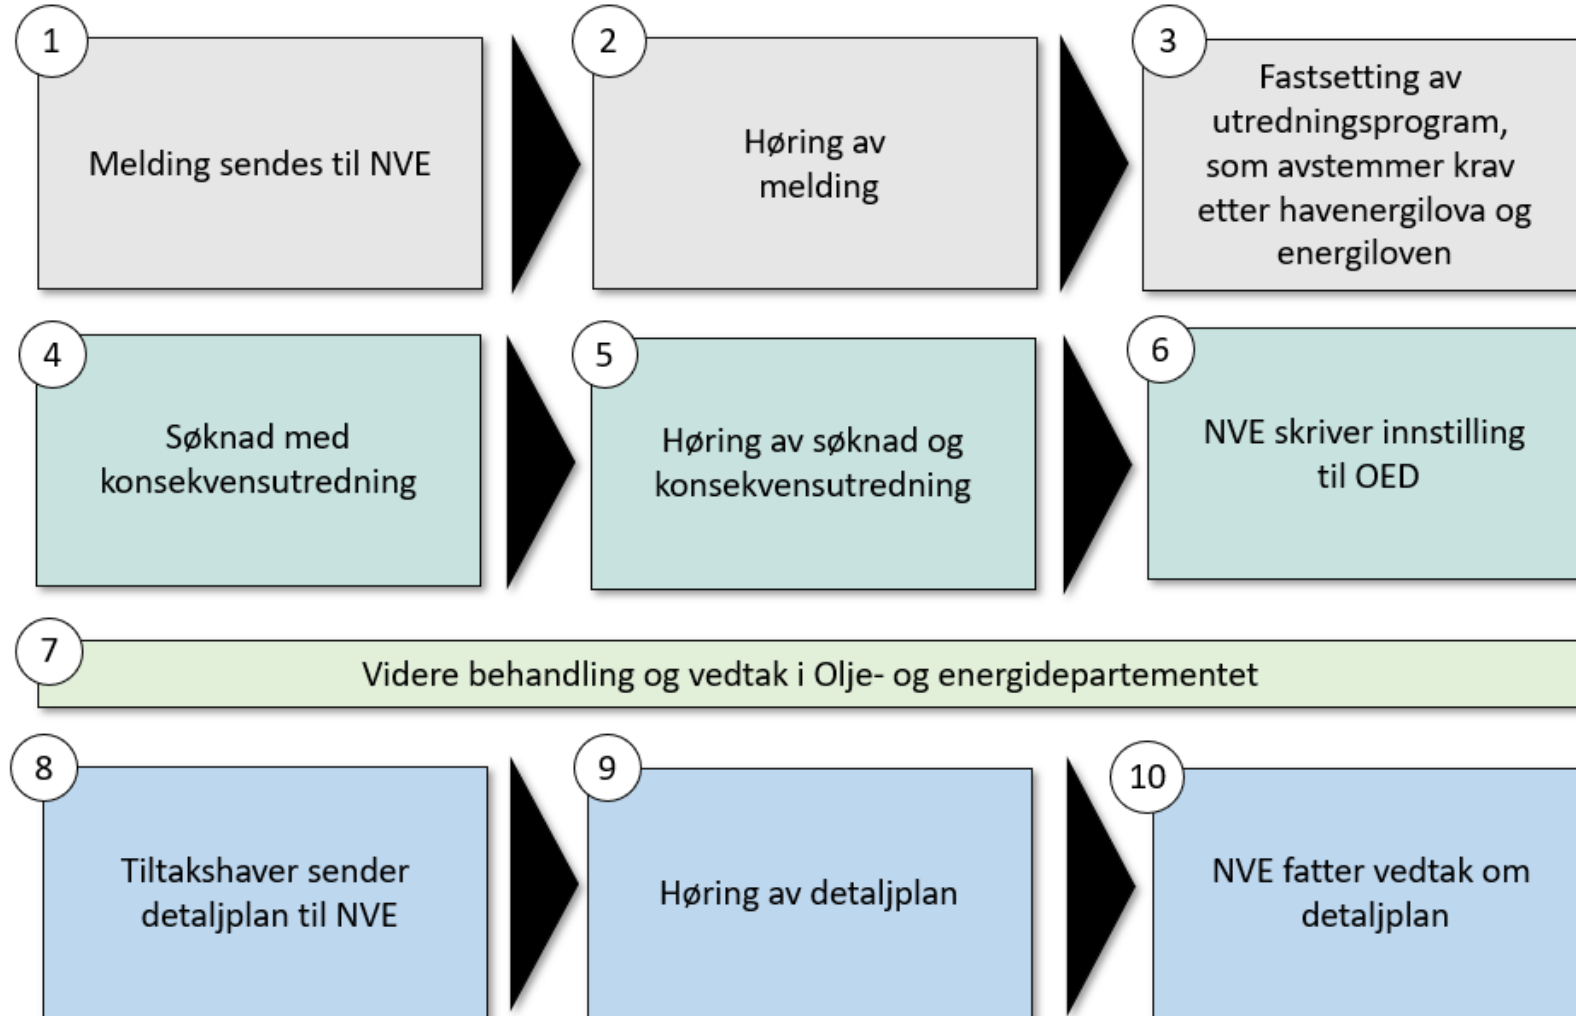 1
Melding sendes til NVE
2
Høring av
melding
3
Fastsetting av
utredningsprogram,
som avstemmer krav
etter havenergilova og
energiloven
4
Søknad med
konsekvensutredning
5
Høring av søknad og
konsekvensutredning
6
NVE skriver innstilling
til OED
7
Videre behandling og vedtak i Olje- og energidepartementet
8
Tiltakshaver sender
detaljplan til NVE
9
Høring av detaljplan
10
NVE fatter vedtak om
detaljplan